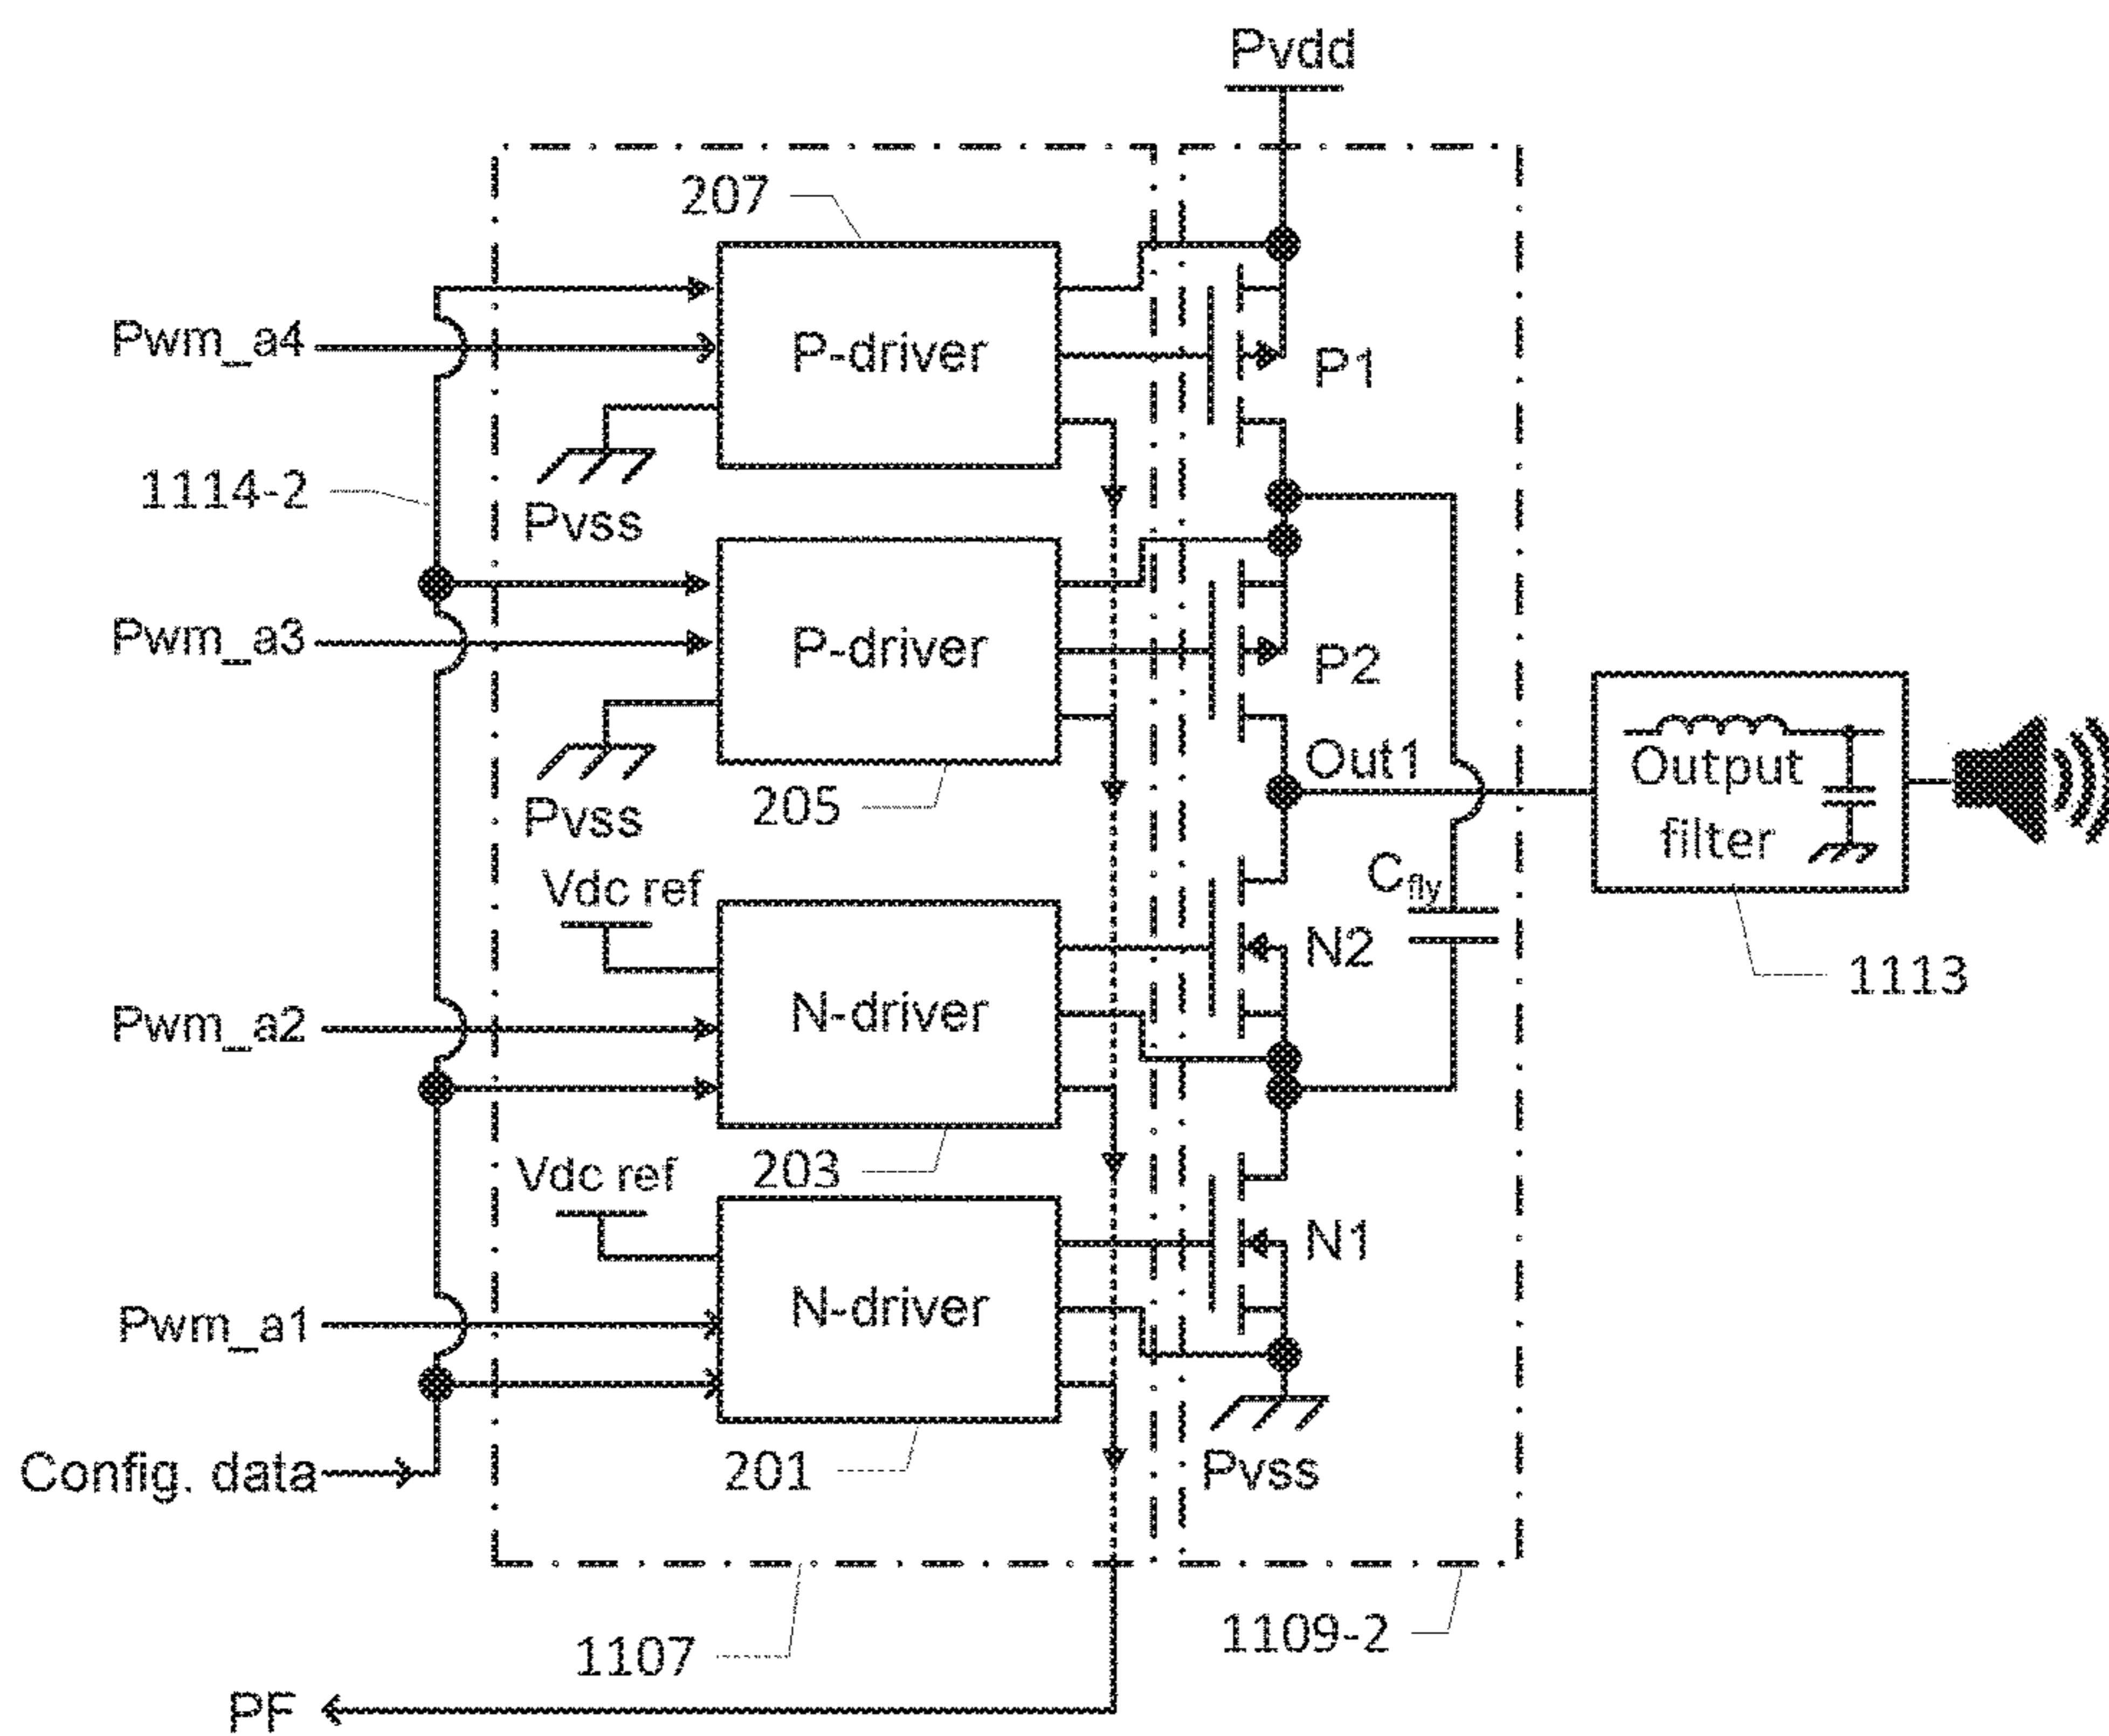 Pvdd
207
Pwm_a4
P-driver
P1
1114-2
Pvss
Pwm_a3
P-driver
P2
Out1
Output
filter
205
Pvss
Vdc ref
Cfly
N2
1113
Pwm_a2
N-driver
203
Vdc ref
N1
Pwm_a1
N-driver
Config. data
201
Pvss
1109-2
1107
PF